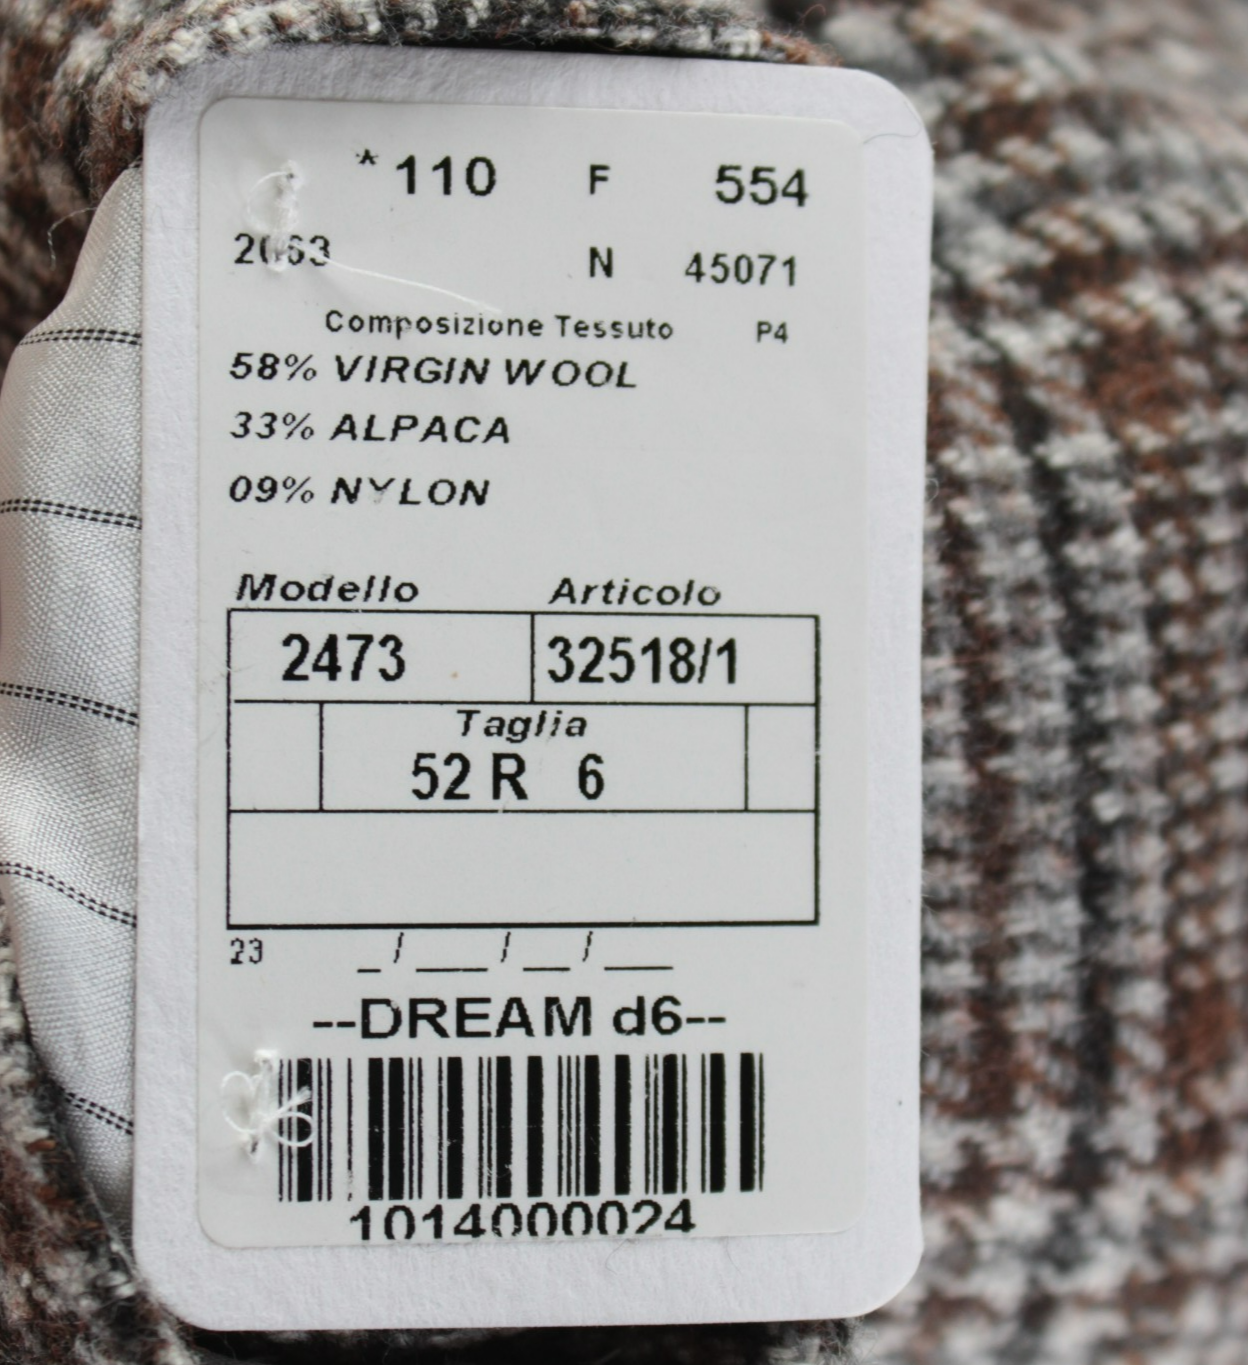 *110 F 554
2063 N 45071
Composizione Tessuto P4
58% VIRGIN WOOL
33% ALPACA
09% NYLON
Modello Articolo
2473 32518/1
Taglia
52 R 6
23 _/___/__/___
--DREAM d6--
1014000024